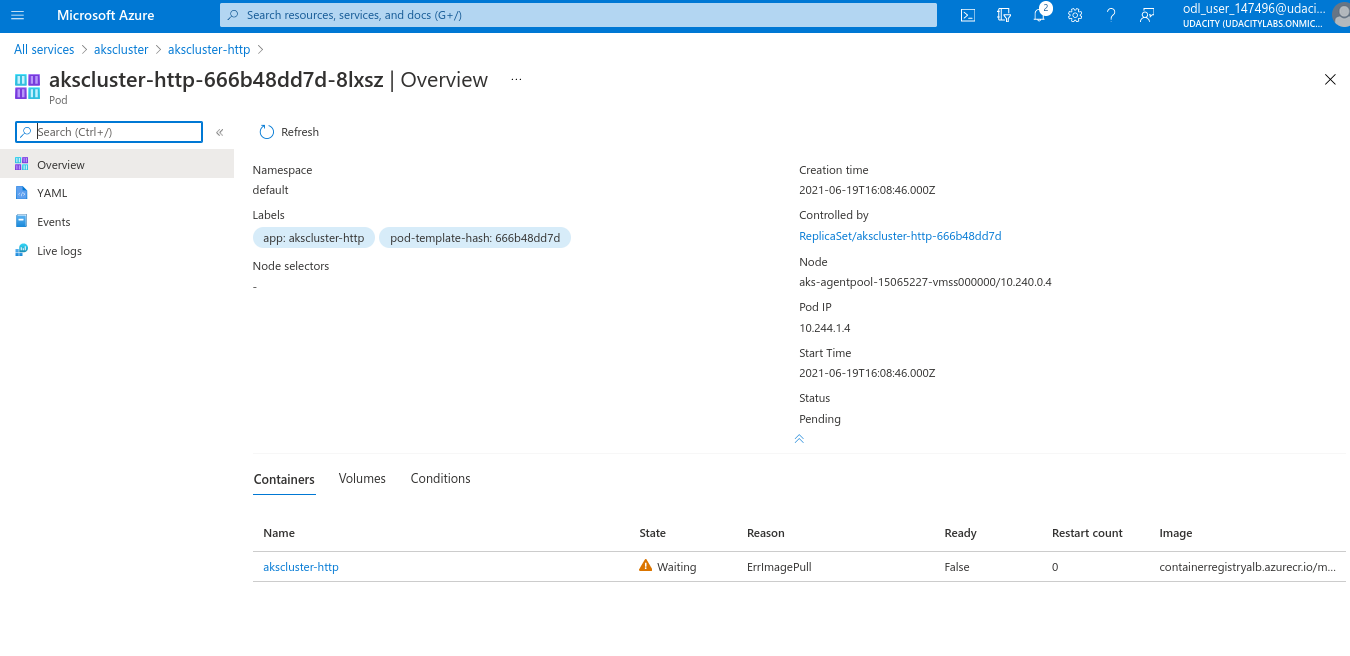 Microsoft Azure
Search resources, services, and docs (G+/)
2
odl_user_147496@udaci...
UDACITY (UDACITYLABS.ONMIC...
All services > akscluster > akscluster-http >
akscluster-http-666b48dd7d-8lxsz | Overview ...
Pod
Search (Ctrl+/)
«
Refresh
Overview
YAML
Events
Live logs
Namespace
default
Labels
app: akscluster-http
pod-template-hash: 666b48dd7d
Node selectors
-
Creation time
2021-06-19T16:08:46.000Z
Controlled by
ReplicaSet/akscluster-http-666b48dd7d
Node
aks-agentpool-15065227-vmss000000/10.240.0.4
Pod IP
10.244.1.4
Start Time
2021-06-19T16:08:46.000Z
Status
Pending
Containers Volumes Conditions
Name State Reason Ready Restart count Image
akscluster-http Waiting ErrImagePull False 0 containerregistryalb.azurecr.io/m...